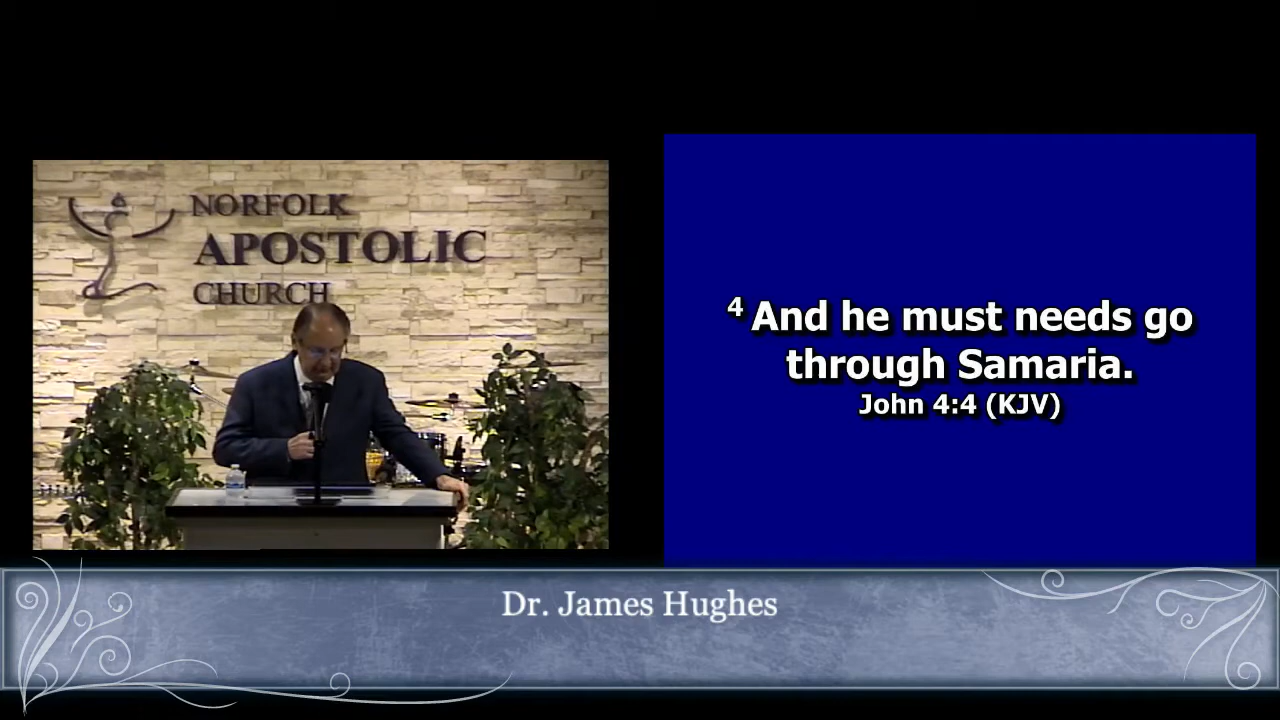 NORFOLK
APOSTOLIC
CHURCH
4 And he must needs go
through Samaria.
John 4:4 (KJV)
Dr. James Hughes